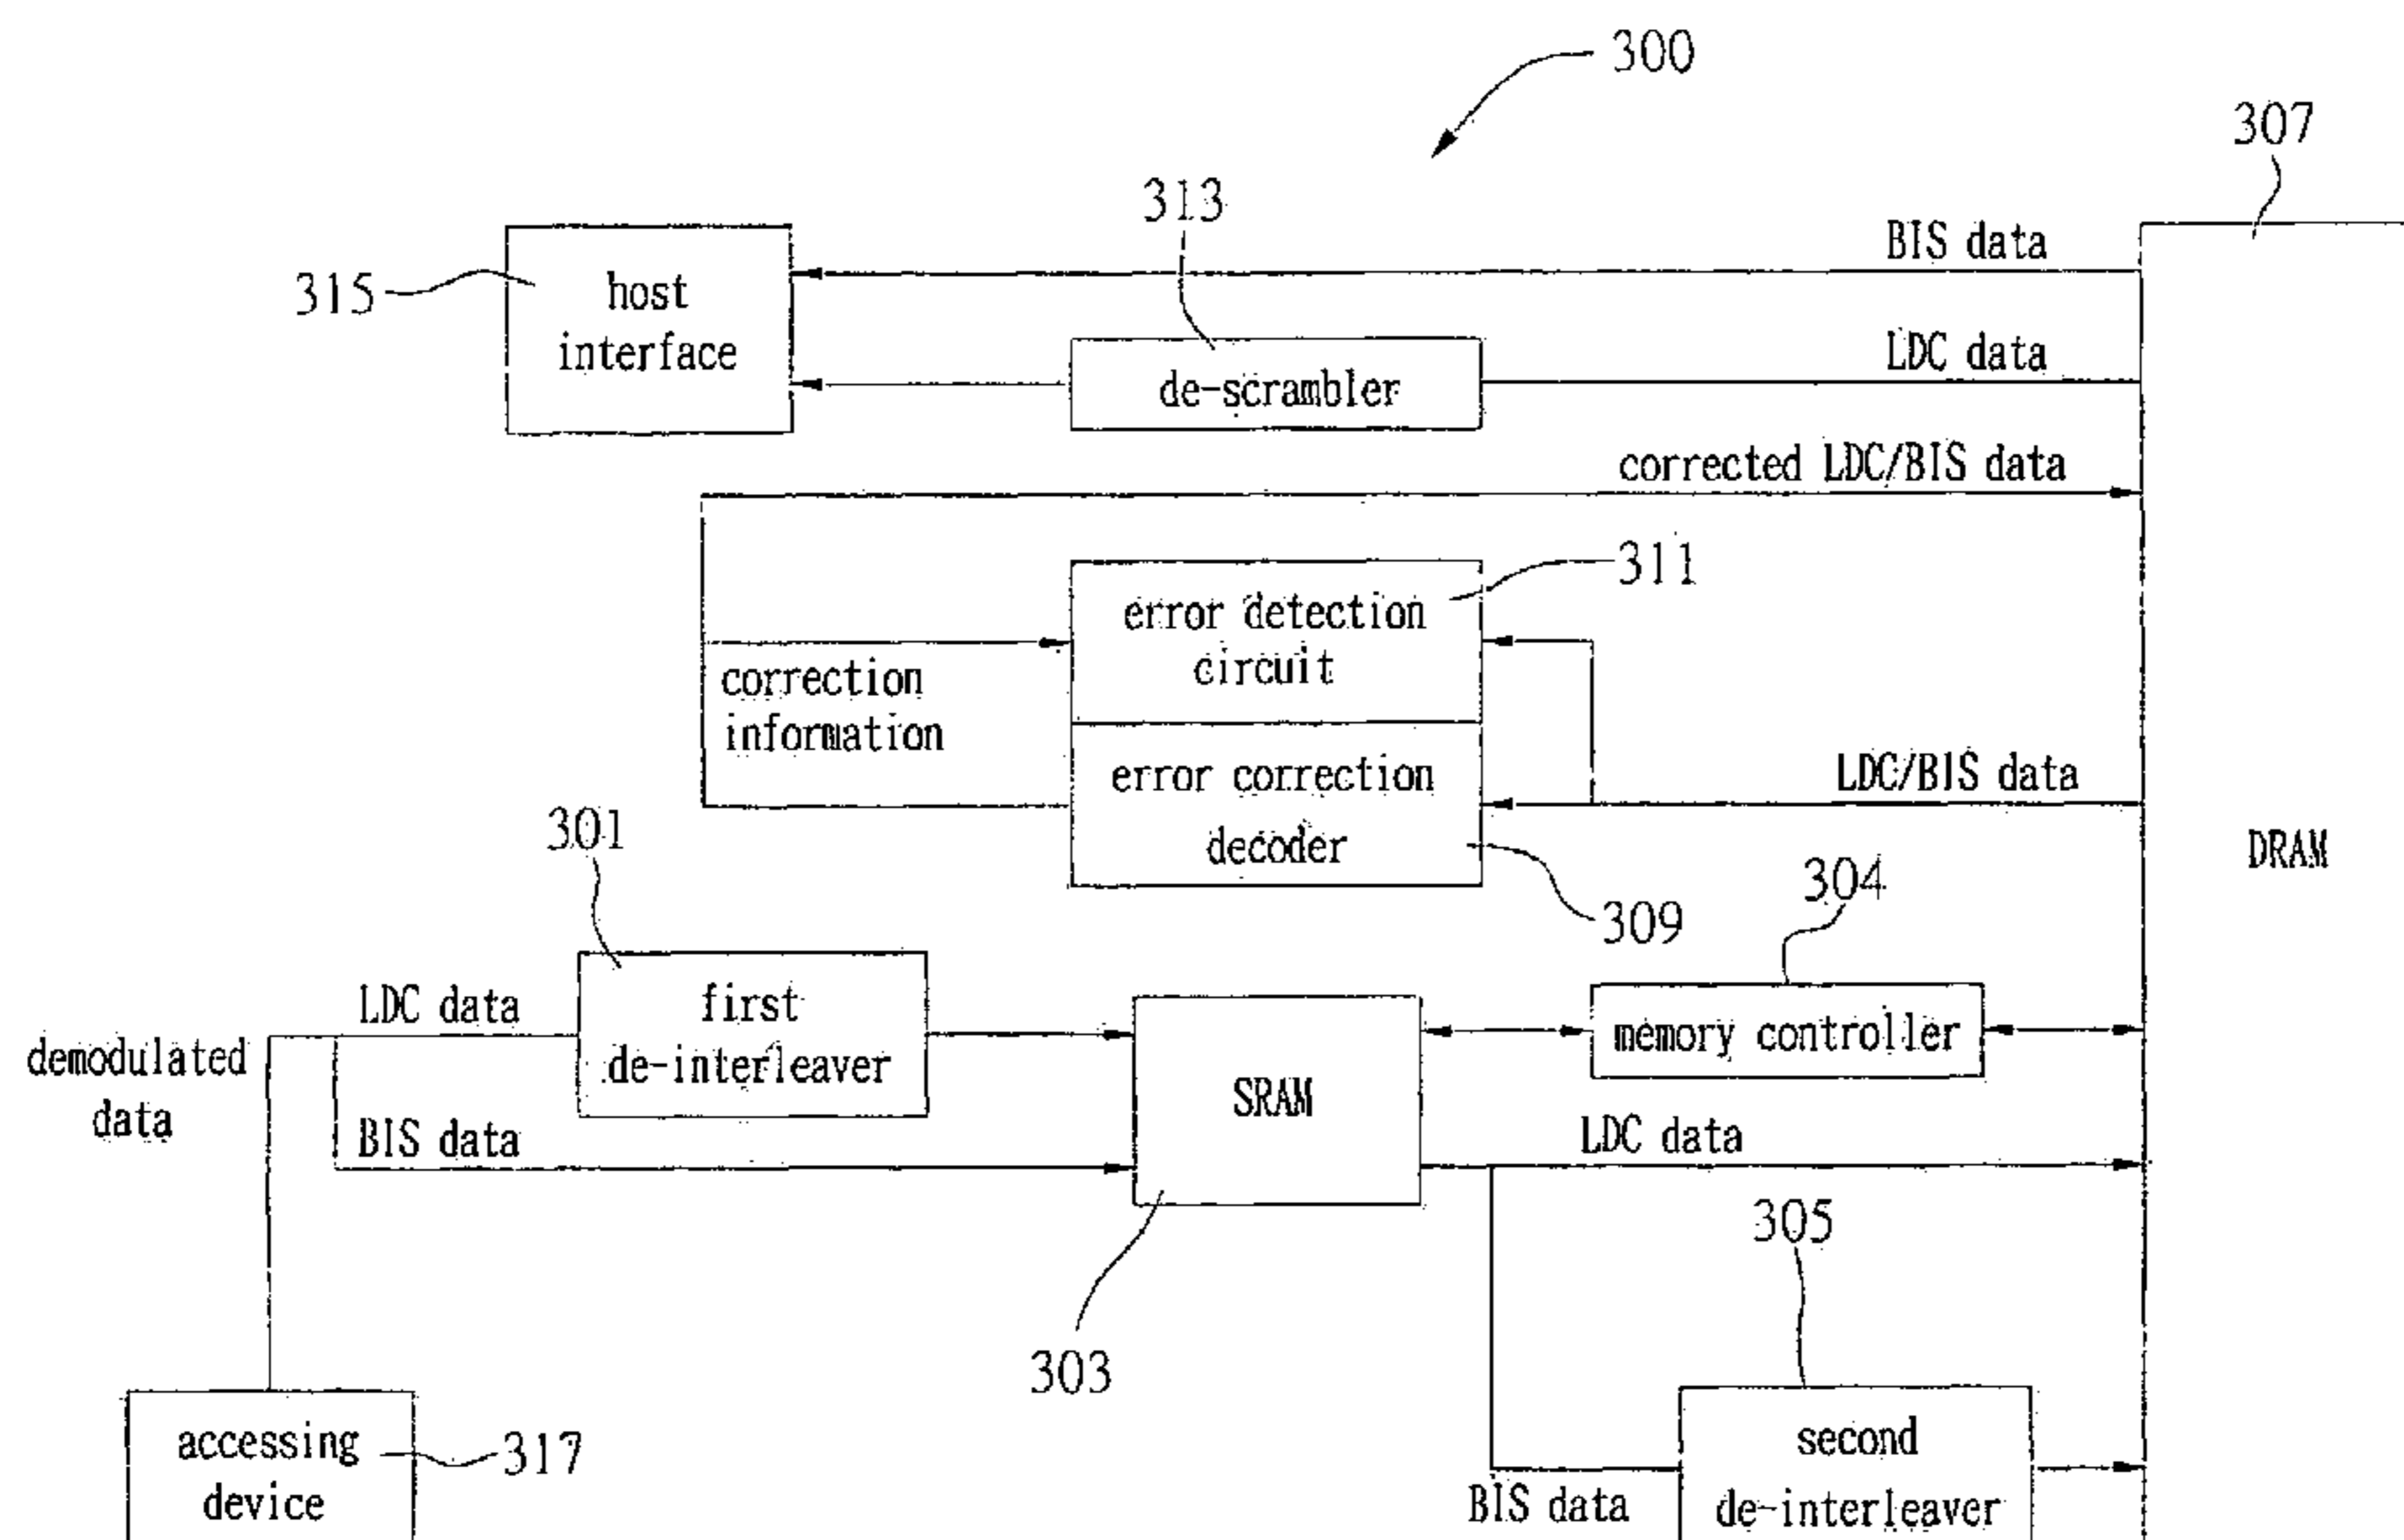 300
307
313
BIS data
315
host
interface
LDC data
de-scrambler
corrected LDC/BIS data
311
error detection
circuit
correction
information
error correction
decoder
LDC/BIS data
301
DRAM
304
309
LDC data
first
de-interleaver
memory controller
demodulated
data
SRAM
BIS data
LDC data
305
303
accessing
device
317
second
de-interleaver
BIS data